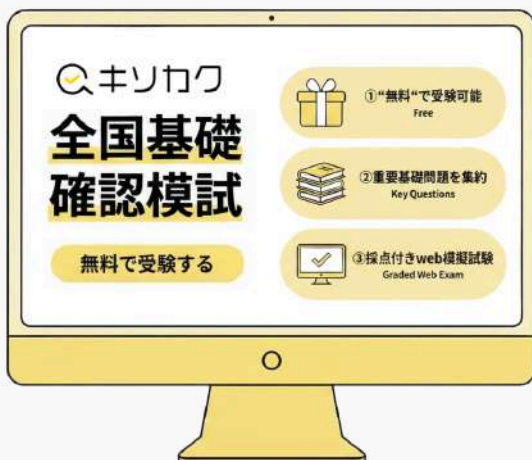 キソカク
全国基礎
確認模試
無料で受験する
①“無料“で受験可能
Free
②重要基礎問題を集約
Key Questions
③採点付きweb模擬試験
Graded Web Exam